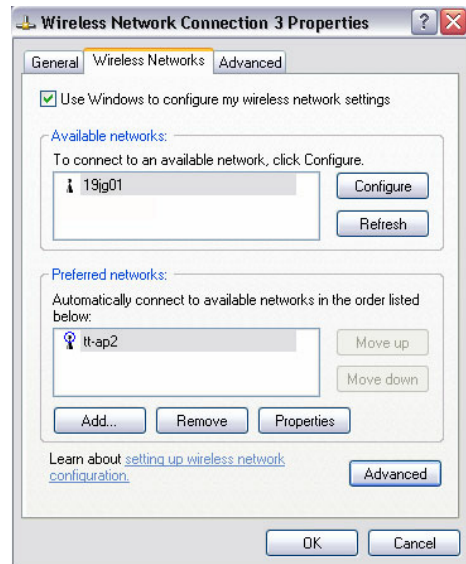 Wireless Network Connection 3 Properties
General Wireless Networks Advanced
Use Windows to configure my wireless network settings
Available networks:
To connect to an available network, click Configure.
19jg01
Configure
Refresh
Preferred networks:
Automatically connect to available networks in the order listed
below:
tt-ap2
Move up
Move down
Add... Remove Properties
Learn about setting up wireless network
configuration.
Advanced
OK Cancel